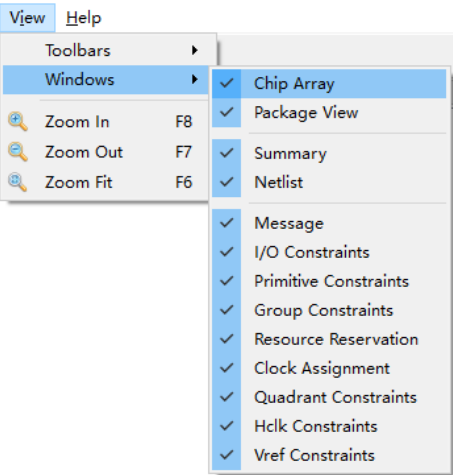 View Help
Toolbars
Windows
Zoom In F8
Zoom Out F7
Zoom Fit F6
Chip Array
Package View
Summary
Netlist
Message
I/O Constraints
Primitive Constraints
Group Constraints
Resource Reservation
Clock Assignment
Quadrant Constraints
Hclk Constraints
Vref Constraints